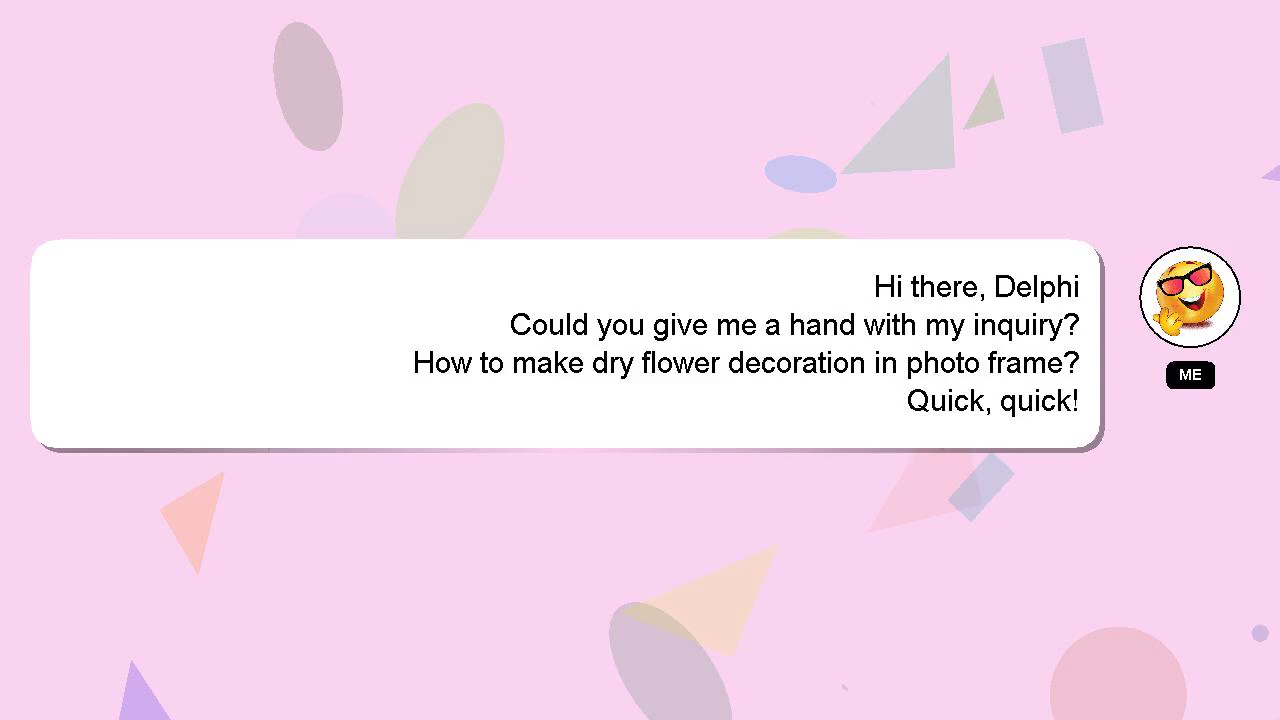 Hi there, Delphi
Could you give me a hand with my inquiry?
How to make dry flower decoration in photo frame?
Quick, quick!
ME